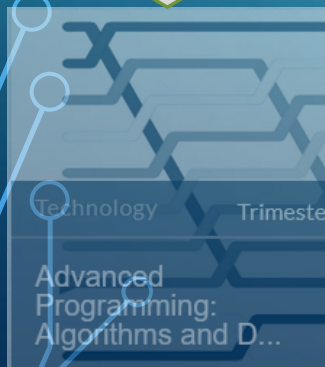 Technology
Trimeste
Advanced
Programming:
Algorithms and D...